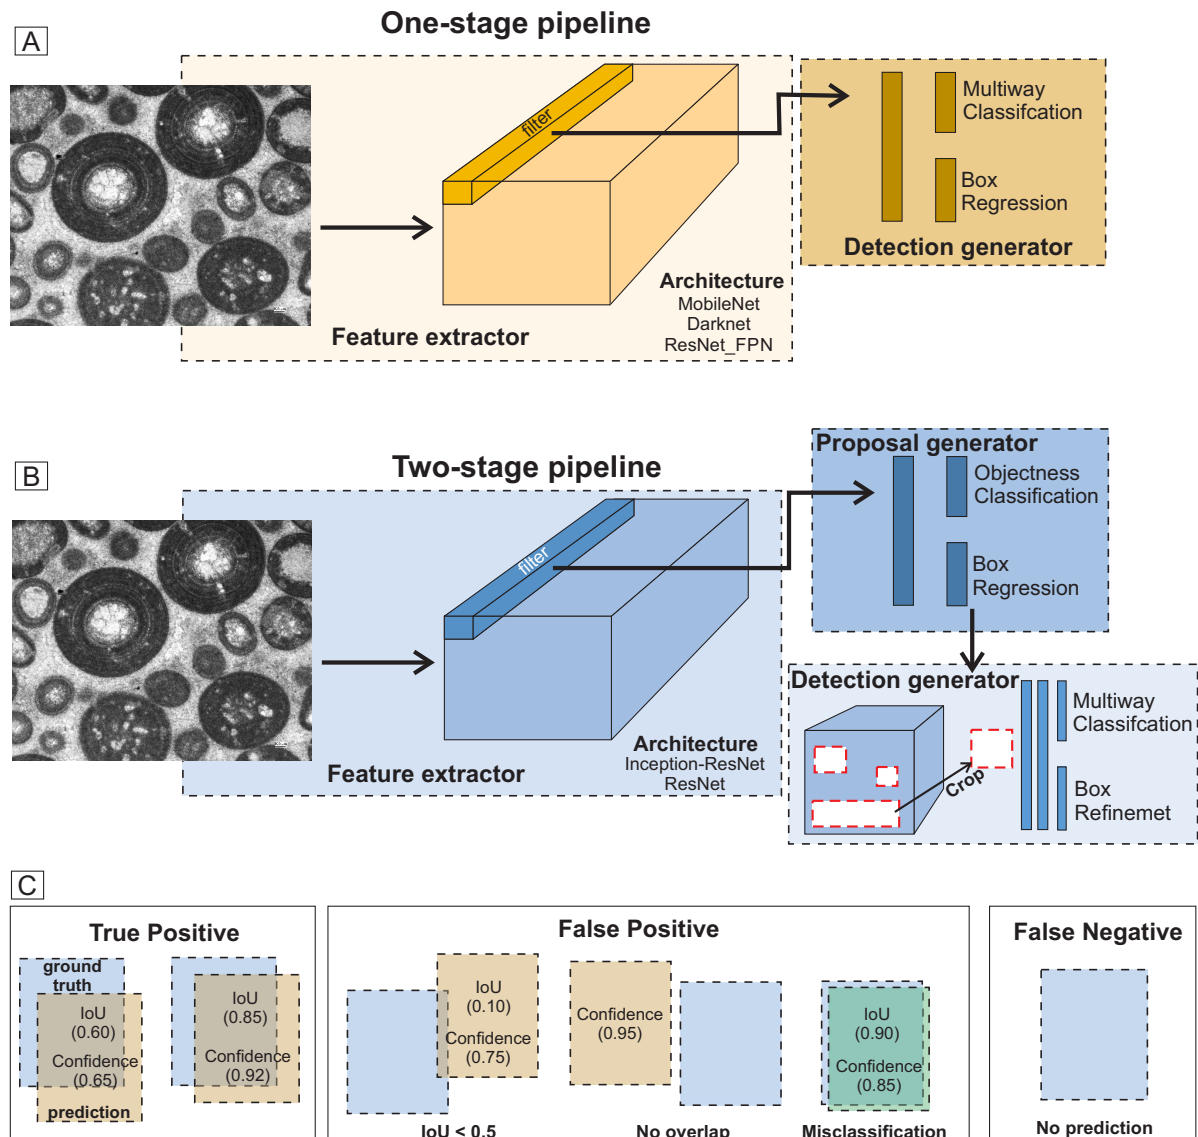 A
One-stage pipeline
filter
Feature extractor
Architecture
MobileNet
Darknet
ResNet_FPN
Multiway
Classifcation
Box
Regression
Detection generator
B
Two-stage pipeline
filter
Feature extractor
Architecture
Inception-ResNet
ResNet
Proposal generator
Objectness
Classification
Box
Regression
Detection generator
Crop
Multiway
Classifcation
Box
Refinemet
C
True Positive
ground
truth
IoU
(0.60)
Confidence
(0.65)
prediction
IoU
(0.85)
Confidence
(0.92)
False Positive
IoU
(0.10)
Confidence
(0.75)
IoU < 0.5
Confidence
(0.95)
No overlap
IoU
(0.90)
Confidence
(0.85)
Misclassification
False Negative
No prediction